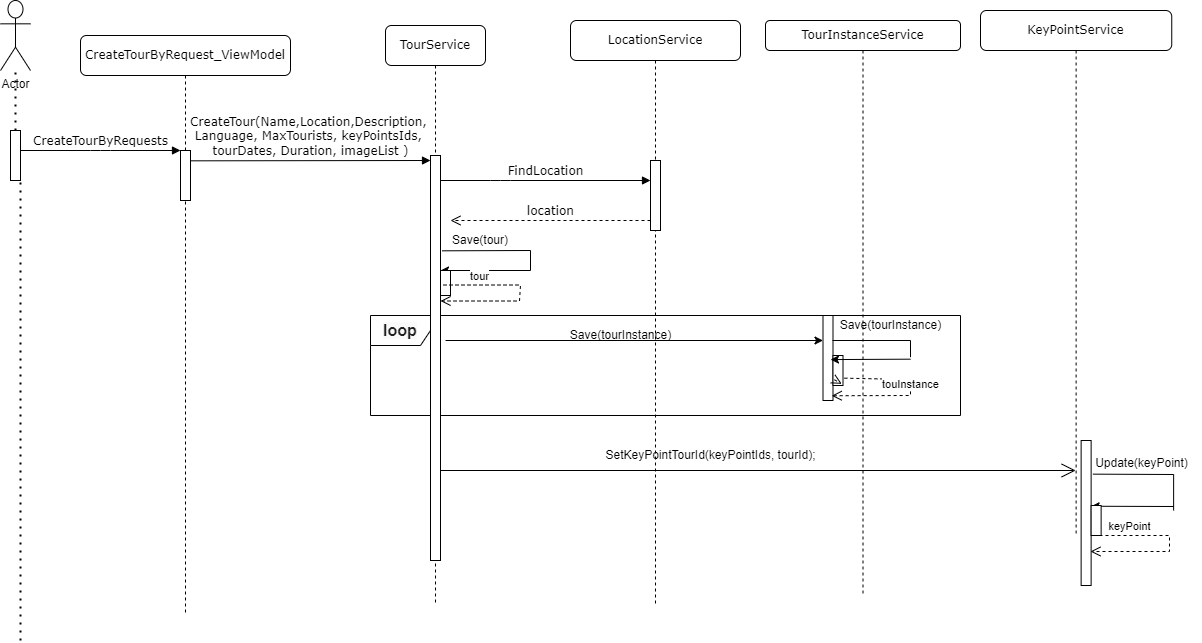 KeyPointService
TourInstanceService
LocationService
TourService
CreateTourByRequest_ViewModel
Actor
CreateTour(Name,Location,Description,
Language, MaxTourists, keyPointsIds,
tourDates, Duration, imageList )
CreateTourByRequests
FindLocation
location
Save(tour)
tour
loop
Save(tourInstance)
Save(tourInstance)
touInstance
SetKeyPointTourId(keyPointIds, tourId);
Update(keyPoint)
keyPoint